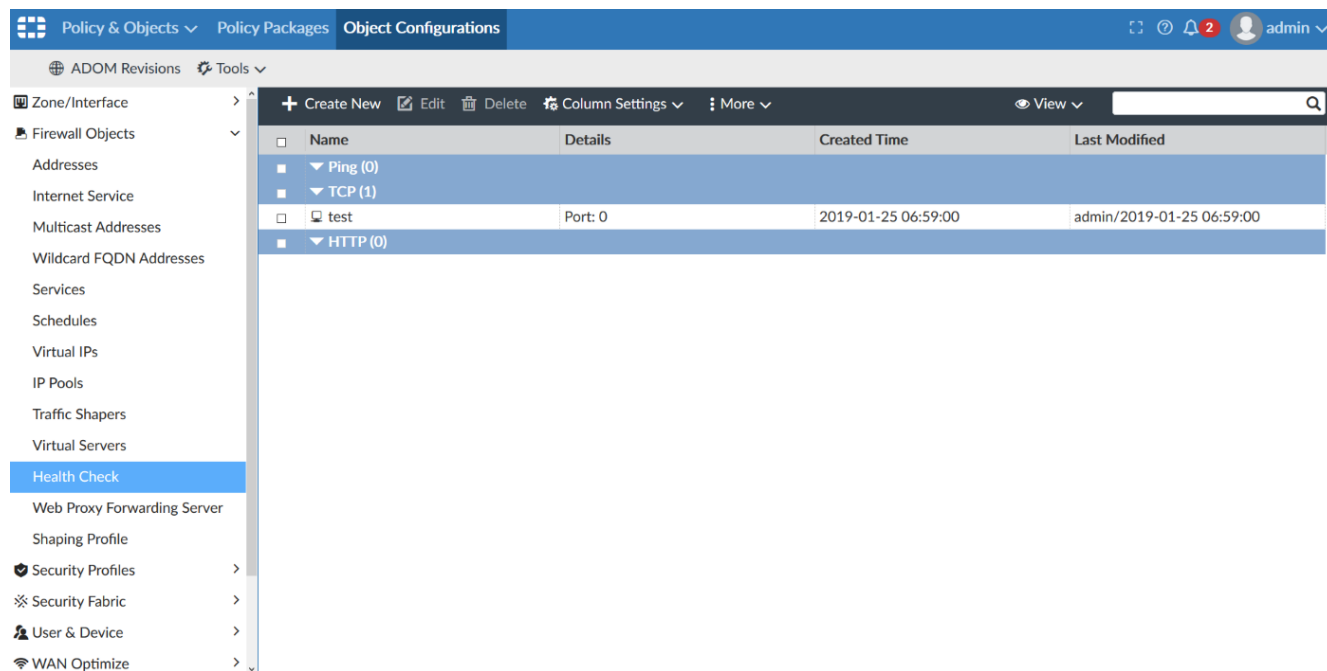 Policy & Objects Policy Packages Object Configurations 2 admin
ADOM Revisions Tools
Zone/Interface
Firewall Objects
Addresses
Internet Service
Multicast Addresses
Wildcard FQDN Addresses
Services
Schedules
Virtual IPs
IP Pools
Traffic Shapers
Virtual Servers
Health Check
Web Proxy Forwarding Server
Shaping Profile
Security Profiles
Security Fabric
User & Device
WAN Optimize
Create New Edit Delete Column Settings More View
Name Details Created Time Last Modified
Ping (0)
TCP (1)
test Port: 0 2019-01-25 06:59:00 admin/2019-01-25 06:59:00
HTTP (0)